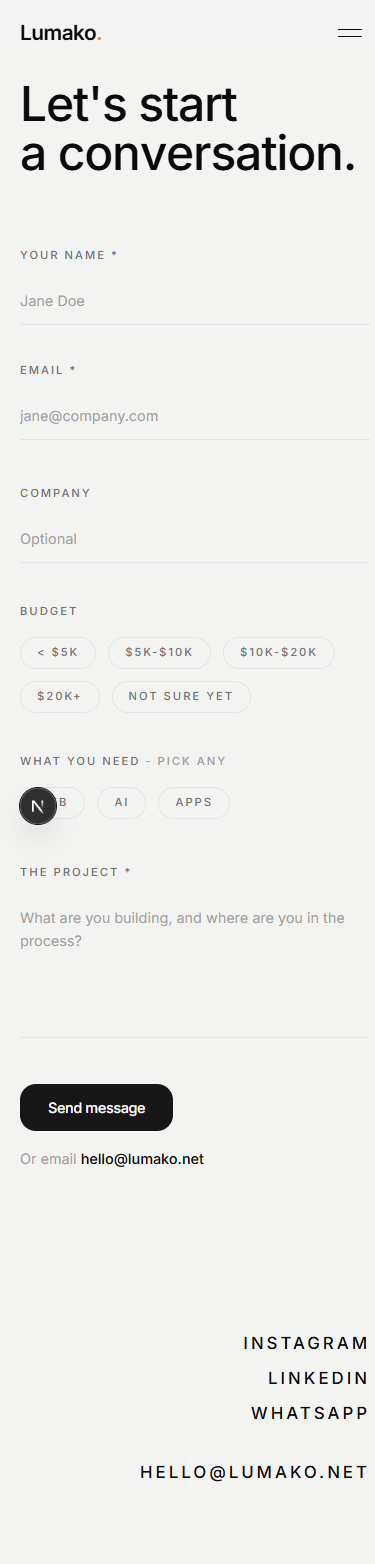 Lumako.
Let's start
a conversation.
YOUR NAME *
Jane Doe
EMAIL *
jane@company.com
COMPANY
Optional
BUDGET
< $5K
$5K-$10K
$10K-$20K
$20K+
NOT SURE YET
WHAT YOU NEED - PICK ANY
N
B
AI
APPS
THE PROJECT *
What are you building, and where are you in the
process?
Send message
Or email hello@lumako.net
INSTAGRAM
LINKEDIN
WHATSAPP
HELLO@LUMAKO.NET